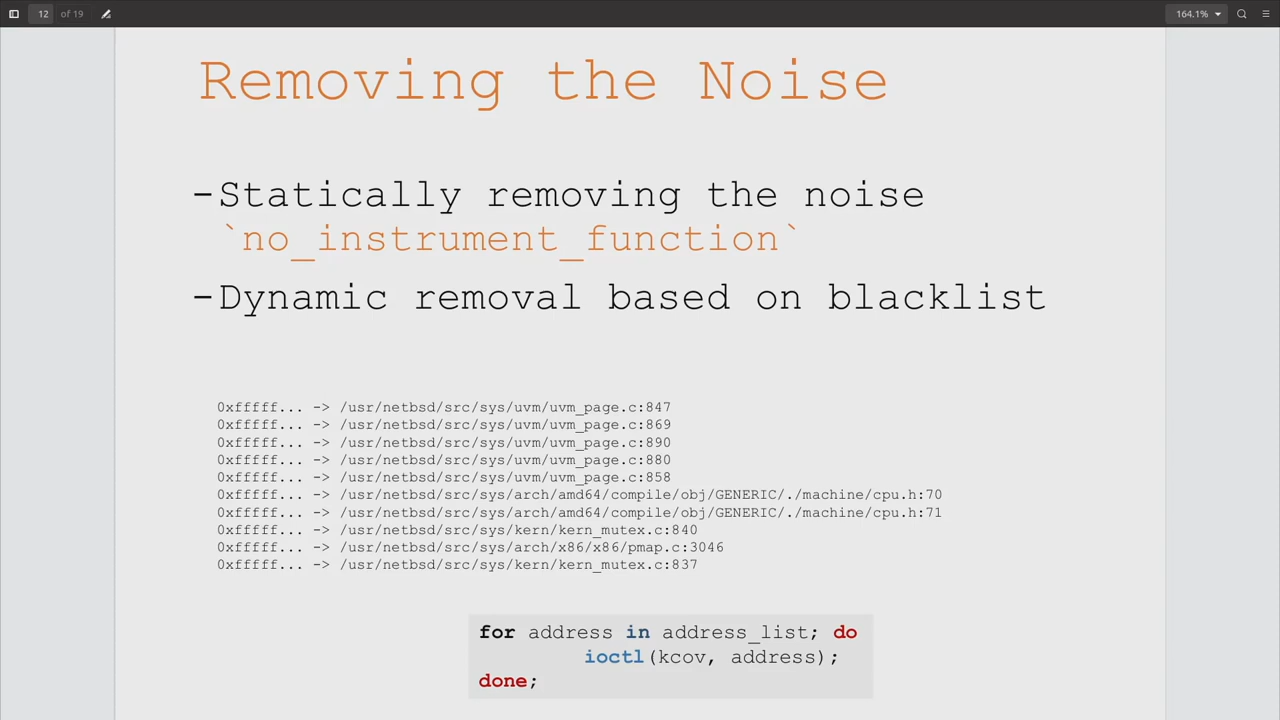 12 of 19
164.1%
Removing the Noise
-Statically removing the noise
`no_instrument_function`
-Dynamic removal based on blacklist
0xfffff... -> /usr/netbsd/src/sys/uvm/uvm_page.c:847
0xfffff... -> /usr/netbsd/src/sys/uvm/uvm_page.c:869
0xfffff... -> /usr/netbsd/src/sys/uvm/uvm_page.c:890
0xfffff... -> /usr/netbsd/src/sys/uvm/uvm_page.c:880
0xfffff... -> /usr/netbsd/src/sys/uvm/uvm_page.c:858
0xfffff... -> /usr/netbsd/src/sys/arch/amd64/compile/obj/GENERIC/./machine/cpu.h:70
0xfffff... -> /usr/netbsd/src/sys/arch/amd64/compile/obj/GENERIC/./machine/cpu.h:71
0xfffff... -> /usr/netbsd/src/sys/kern/kern_mutex.c:840
0xfffff... -> /usr/netbsd/src/sys/arch/x86/x86/pmap.c:3046
0xfffff... -> /usr/netbsd/src/sys/kern/kern_mutex.c:837
for address in address_list; do
ioctl(kcov, address);
done;